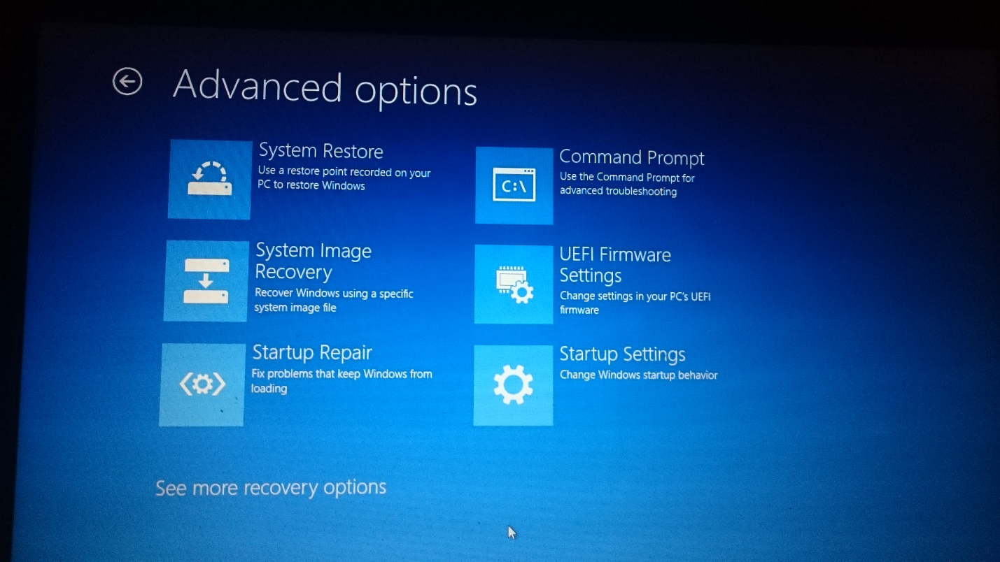 Advanced options
System Restore
Use a restore point recorded on your
PC to restore Windows
Command Prompt
Use the Command Prompt for
advanced troubleshooting
C:\
System Image
Recovery
Recover Windows using a specific
system image file
UEFI Firmware
Settings
Change settings in your PC's UEFI
firmware
Startup Repair
Fix problems that keep Windows from
loading
Startup Settings
Change Windows startup behavior
See more recovery options